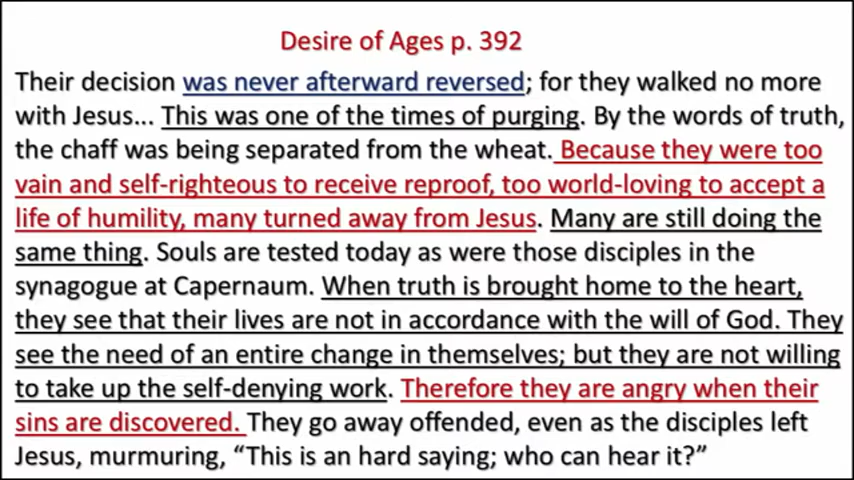 Desire of Ages p. 392
Their decision was never afterward reversed; for they walked no more
with Jesus... This was one of the times of purging. By the words of truth,
the chaff was being separated from the wheat. Because they were too
vain and self-righteous to receive reproof, too world-loving to accept a
life of humility, many turned away from Jesus. Many are still doing the
same thing. Souls are tested today as were those disciples in the
synagogue at Capernaum. When truth is brought home to the heart,
they see that their lives are not in accordance with the will of God. They
see the need of an entire change in themselves; but they are not willing
to take up the self-denying work. Therefore they are angry when their
sins are discovered. They go away offended, even as the disciples left
Jesus, murmuring, “This is an hard saying; who can hear it?”